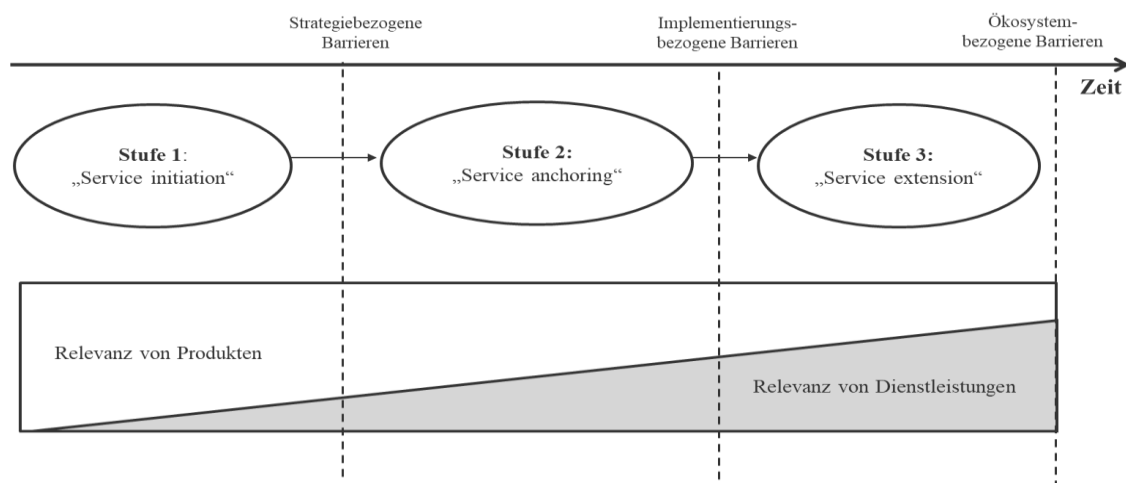 Strategiebezogene
Barrieren
Implementierungs-
bezogene Barrieren
Ökosystem-
bezogene Barrieren
Zeit
Stufe 1:
„Service initiation“
Stufe 2:
„Service anchoring“
Stufe 3:
„Service extension“
Relevanz von Produkten
Relevanz von Dienstleistungen